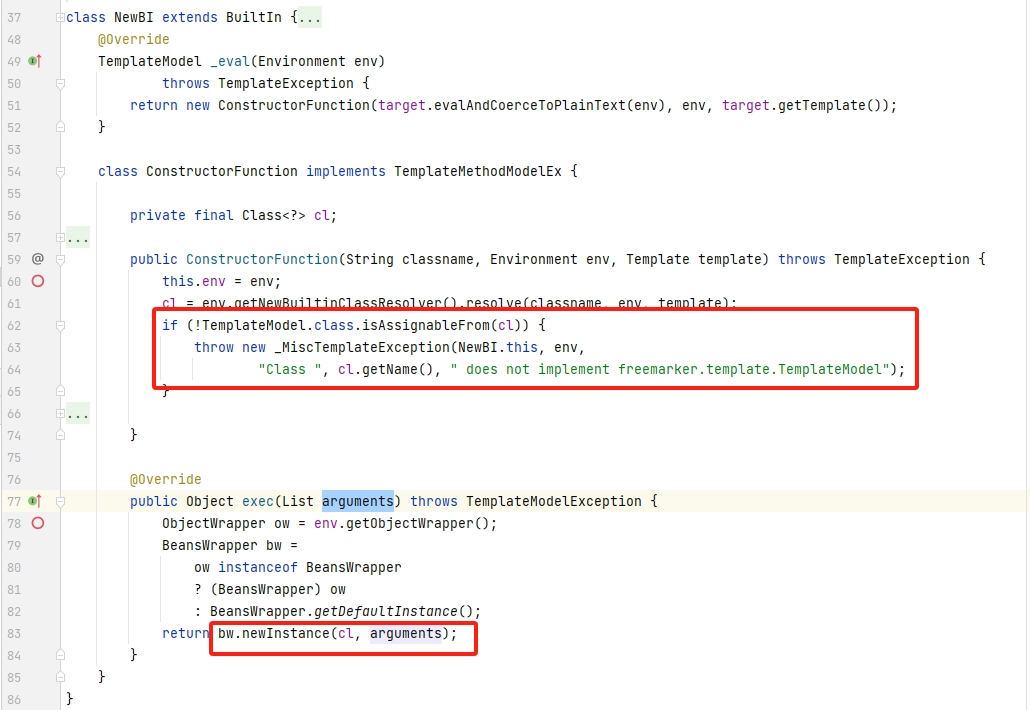 37 class NewBI extends BuiltIn {...
48 @Override
49 TemplateModel _eval(Environment env)
50 throws TemplateException {
51 return new ConstructorFunction(target.evalAndCoerceToPlainText(env), env, target.getTemplate());
52 }
53
54 class ConstructorFunction implements TemplateMethodModelEx {
55
56 private final Class<?> cl;
57 ...
59 @ public ConstructorFunction(String classname, Environment env, Template template) throws TemplateException {
60 this.env = env;
61 cl = env.getNewBuiltinClassResolver().resolve(classname, env, template);
62 if (!TemplateModel.class.isAssignableFrom(cl)) {
63 throw new _MiscTemplateException(NewBI.this, env,
64 "Class ", cl.getName(), " does not implement freemarker.template.TemplateModel");
65 }
66 ...
74 }
75
76 @Override
77 public Object exec(List arguments) throws TemplateModelException {
78 ObjectWrapper ow = env.getObjectWrapper();
79 BeansWrapper bw =
80 ow instanceof BeansWrapper
81 ? (BeansWrapper) ow
82 : BeansWrapper.getDefaultInstance();
83 return bw.newInstance(cl, arguments);
84 }
85 }
86 }